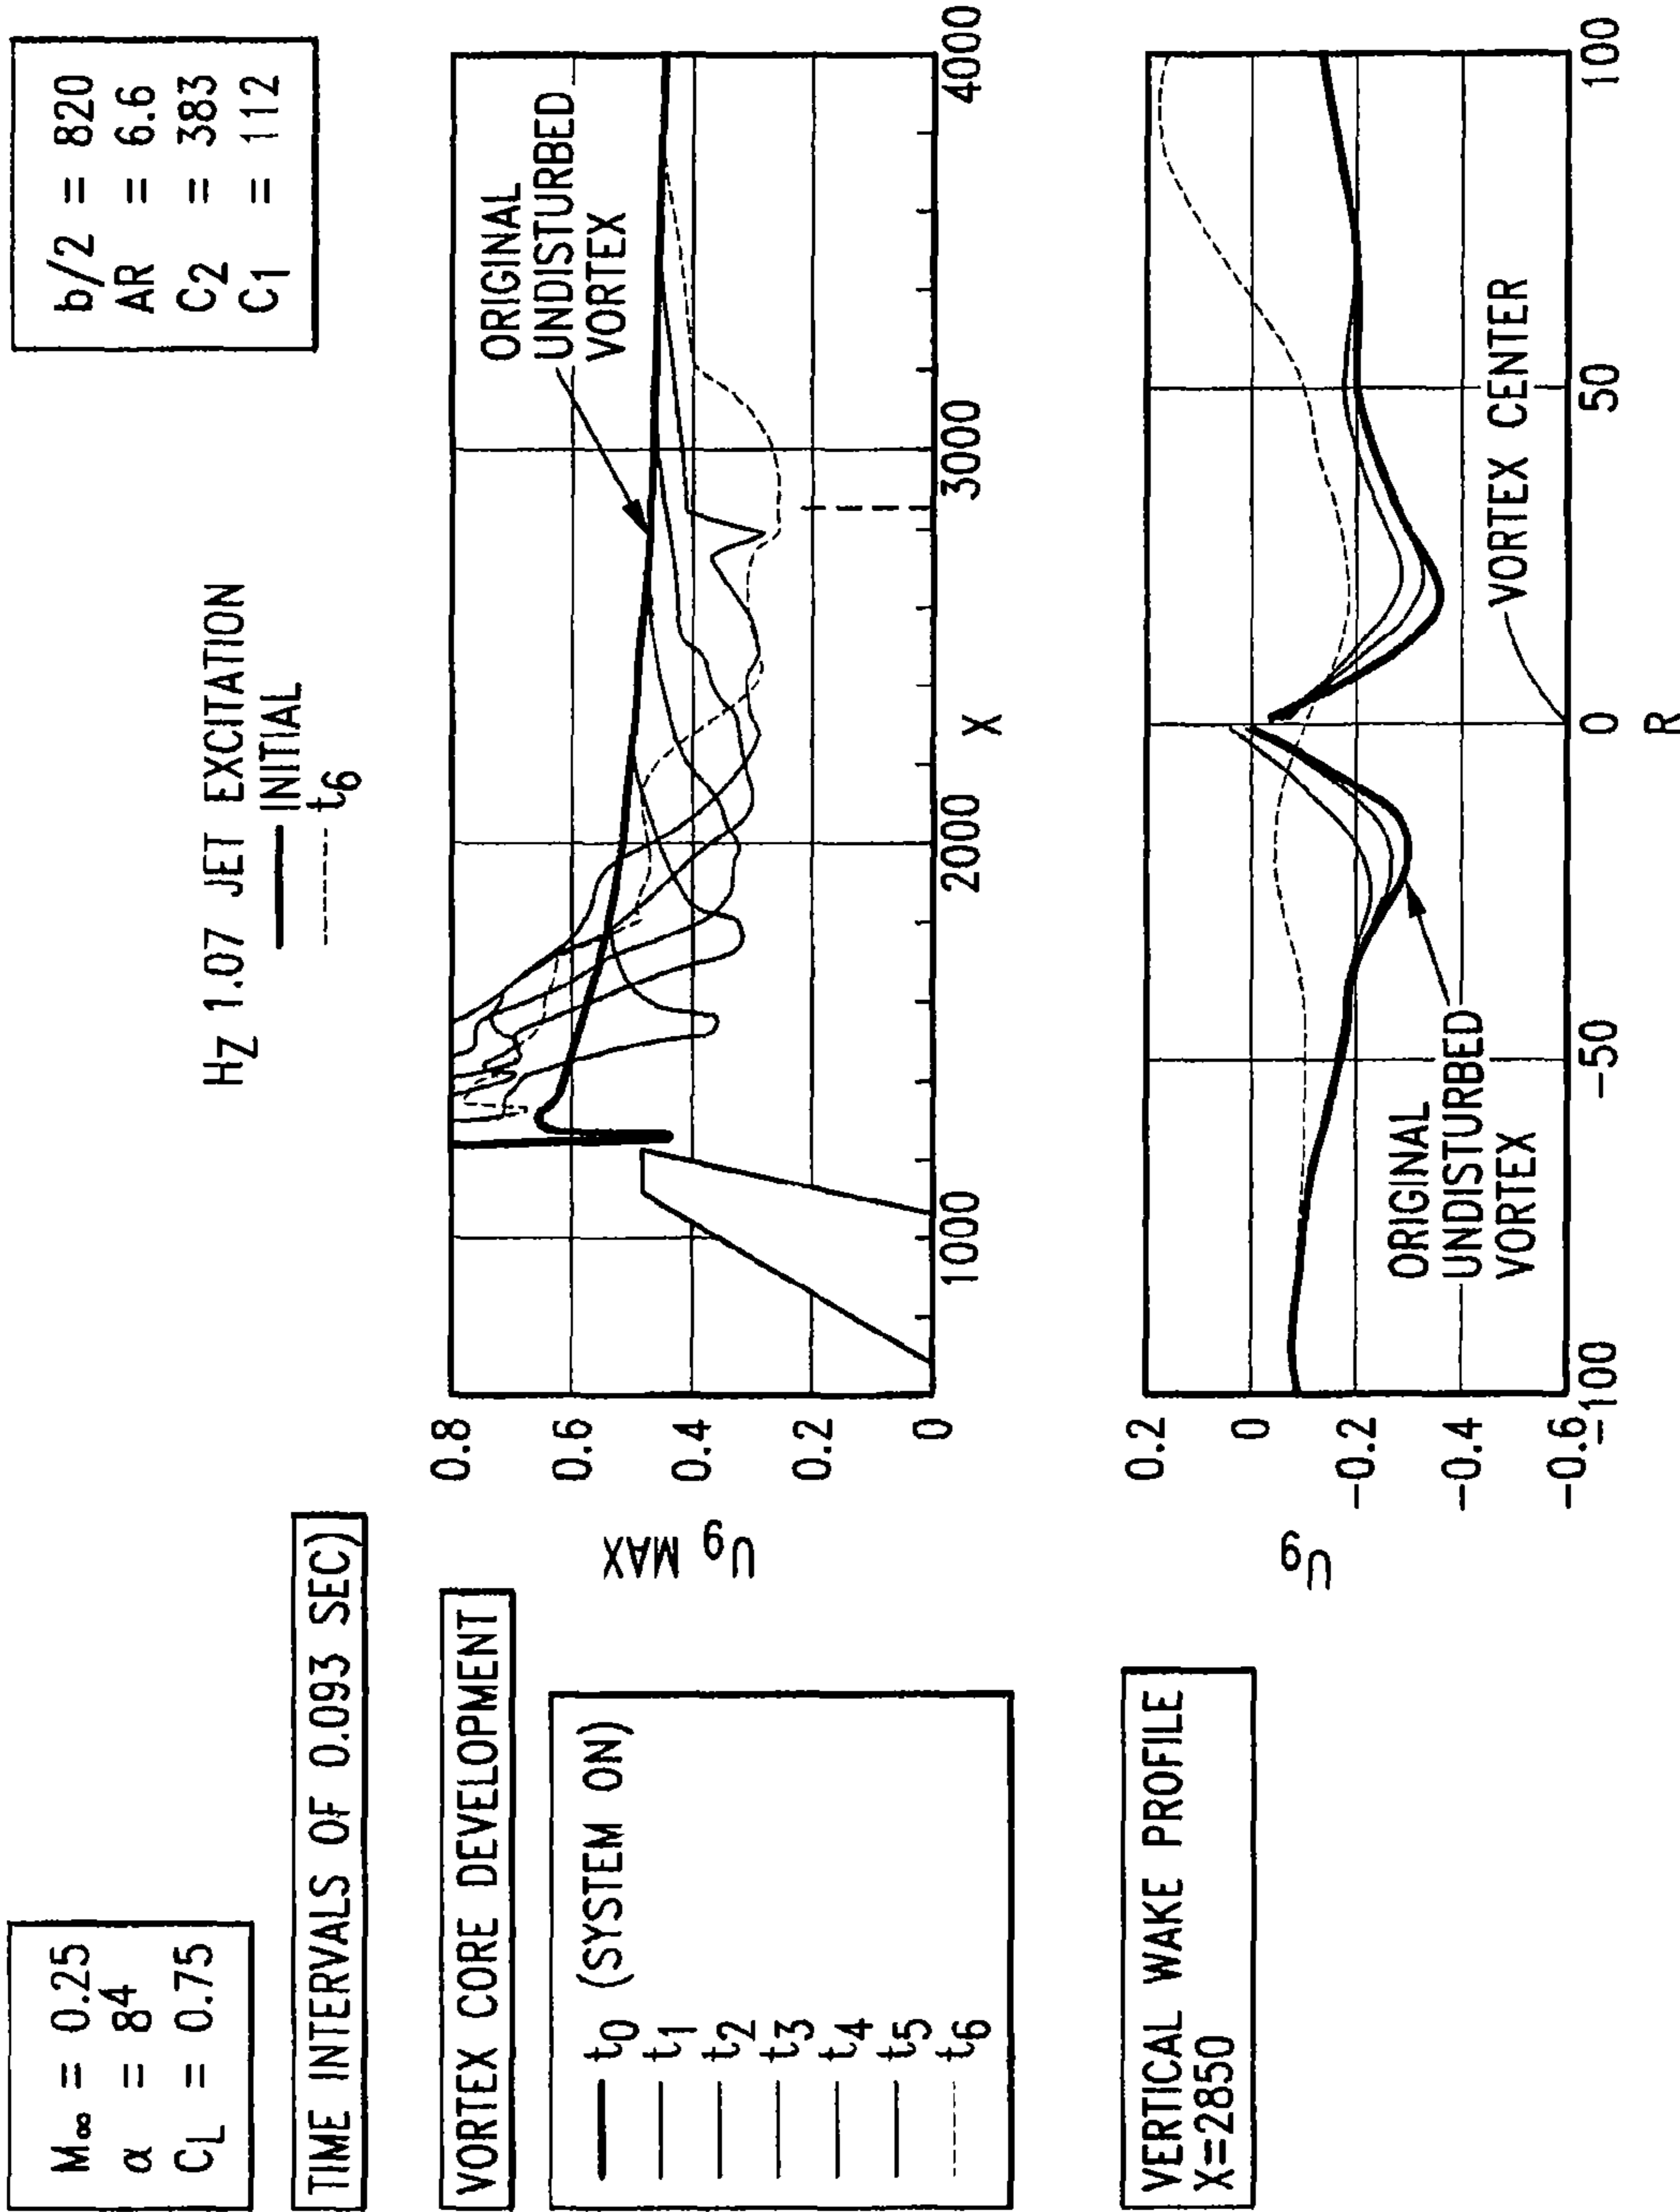 M∞ = 0.25
α = 8⁴
CL = 0.75
Hz 1.07 JET EXCITATION
INITIAL
t6
b/2 = 820
AR = 6.6
C2 = 383
C1 = 112
TIME INTERVALS OF 0.093 SEC)
VORTEX CORE DEVELOPMENT
t0 (SYSTEM ON)
t1
t2
t3
t4
t5
t6
Ug MAX
0.8
0.6
0.4
0.2
0
ORIGINAL
UNDISTURBED
VORTEX
1000
2000
3000
4000
X
VERTICAL WAKE PROFILE
X=2850
Ug
0.2
0
-0.2
-0.4
-0.6
ORIGINAL
UNDISTURBED
VORTEX
VORTEX CENTER
-100
-50
0
50
100
R